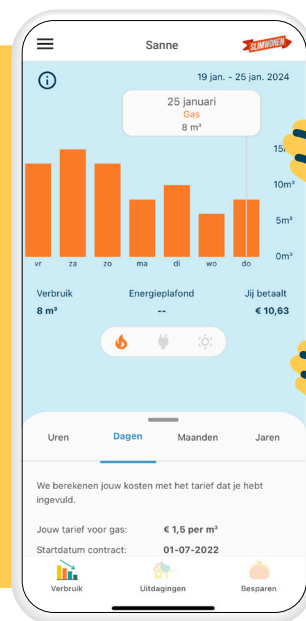 Sanne
SLIMWONEN
19 jan. - 25 jan. 2024
25 januari
Gas
8 m³
10m³
5m³
0m³
vr za zo ma di wo do
Verbruik Energieplafond Jij betaalt
8 m³ -- € 10,63
Uren Dagen Maanden Jaren
We berekenen jouw kosten met het tarief dat je hebt
ingevuld.
Jouw tarief voor gas: € 1,5 per m³
Startdatum contract: 01-07-2022
Verbruik Uitdagingen Besparen